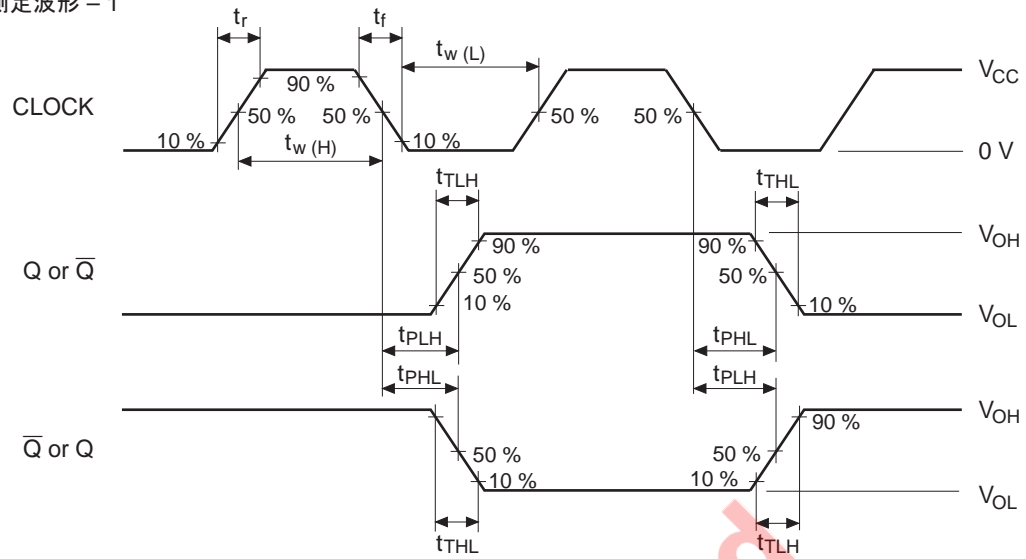 測定波形 – 1
tr
tf
tw (L)
CLOCK
90 %
50 %
50 %
50 %
50 %
10 %
10 %
tw (H)
VCC
0 V
tTLH
tTHL
Q or Q̅
90 %
50 %
10 %
90 %
50 %
10 %
VOH
VOL
tPLH
tPHL
tPHL
tPLH
Q̅ or Q
50 %
10 %
90 %
50 %
10 %
VOH
VOL
tTHL
tTLH